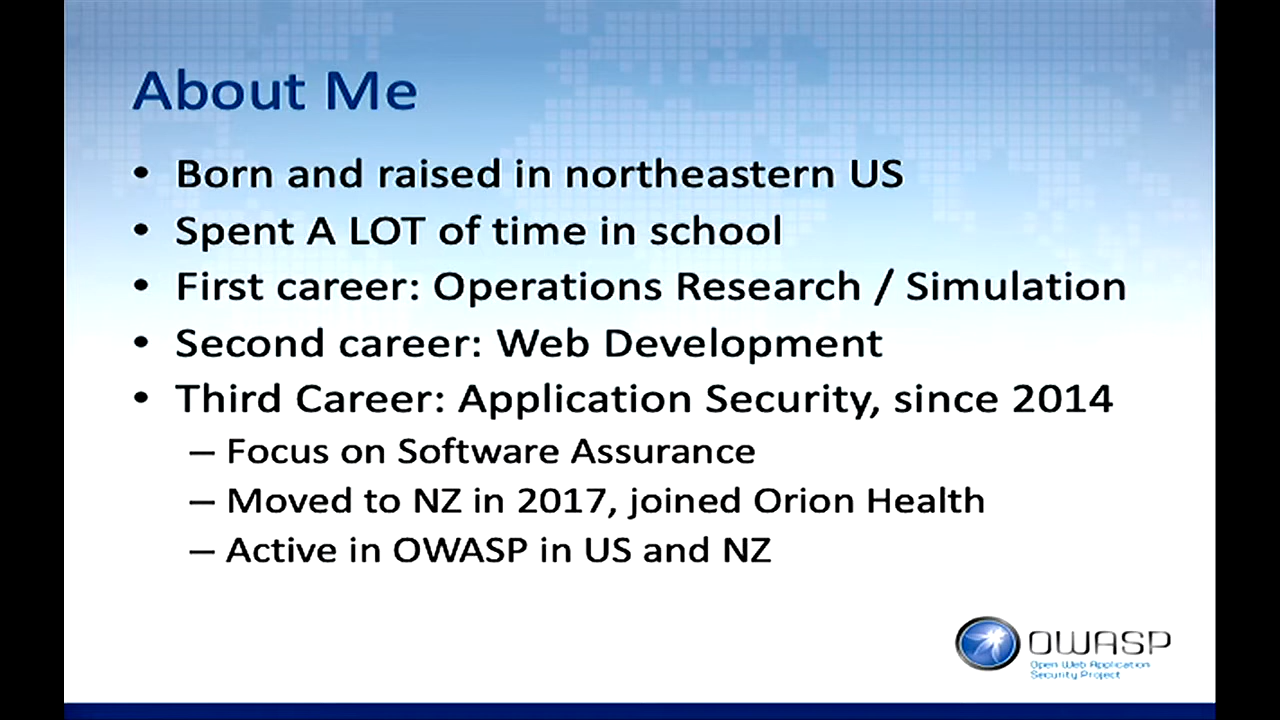 About Me
• Born and raised in northeastern US
• Spent A LOT of time in school
• First career: Operations Research / Simulation
• Second career: Web Development
• Third Career: Application Security, since 2014
– Focus on Software Assurance
– Moved to NZ in 2017, joined Orion Health
– Active in OWASP in US and NZ
OWASP
Open Web Application
Security Project